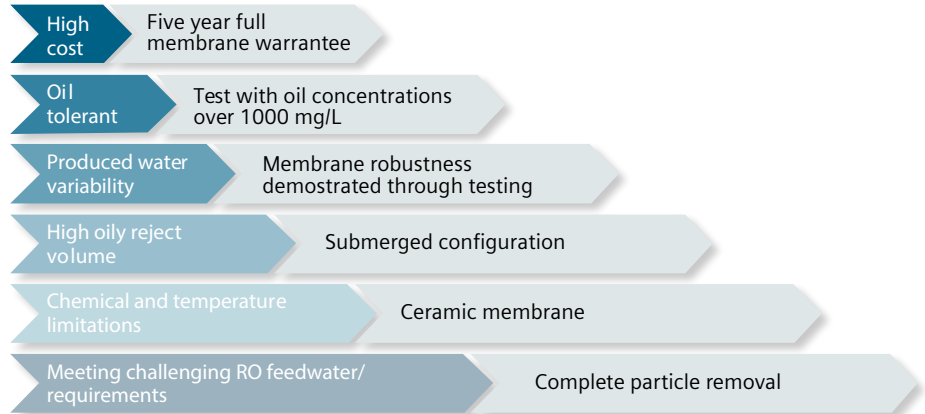 High
cost
Five year full
membrane warrantee
Oil
tolerant
Test with oil concentrations
over 1000 mg/L
Produced water
variability
Membrane robustness
demostrated through testing
High oily reject
volume
Submerged configuration
Chemical and temperature
limitations
Ceramic membrane
Meeting challenging RO feedwater/
requirements
Complete particle removal